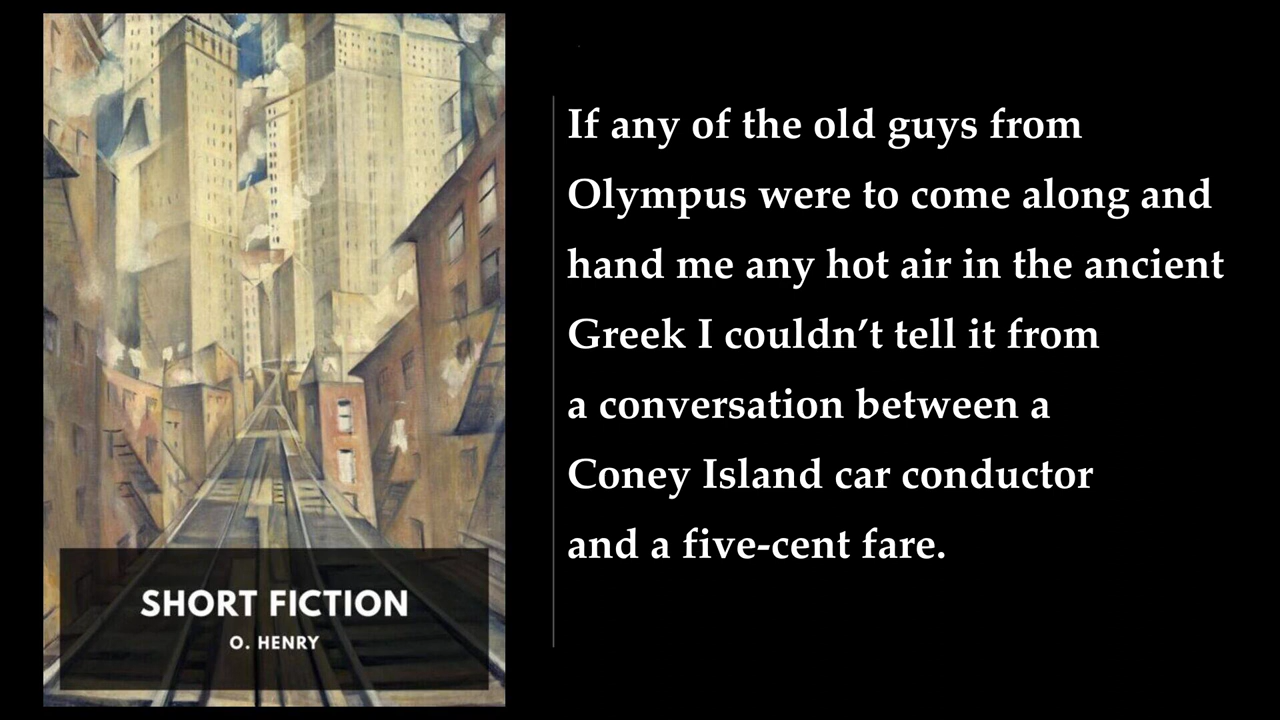 SHORT FICTION
O. HENRY
If any of the old guys from
Olympus were to come along and
hand me any hot air in the ancient
Greek I couldn’t tell it from
a conversation between a
Coney Island car conductor
and a five-cent fare.